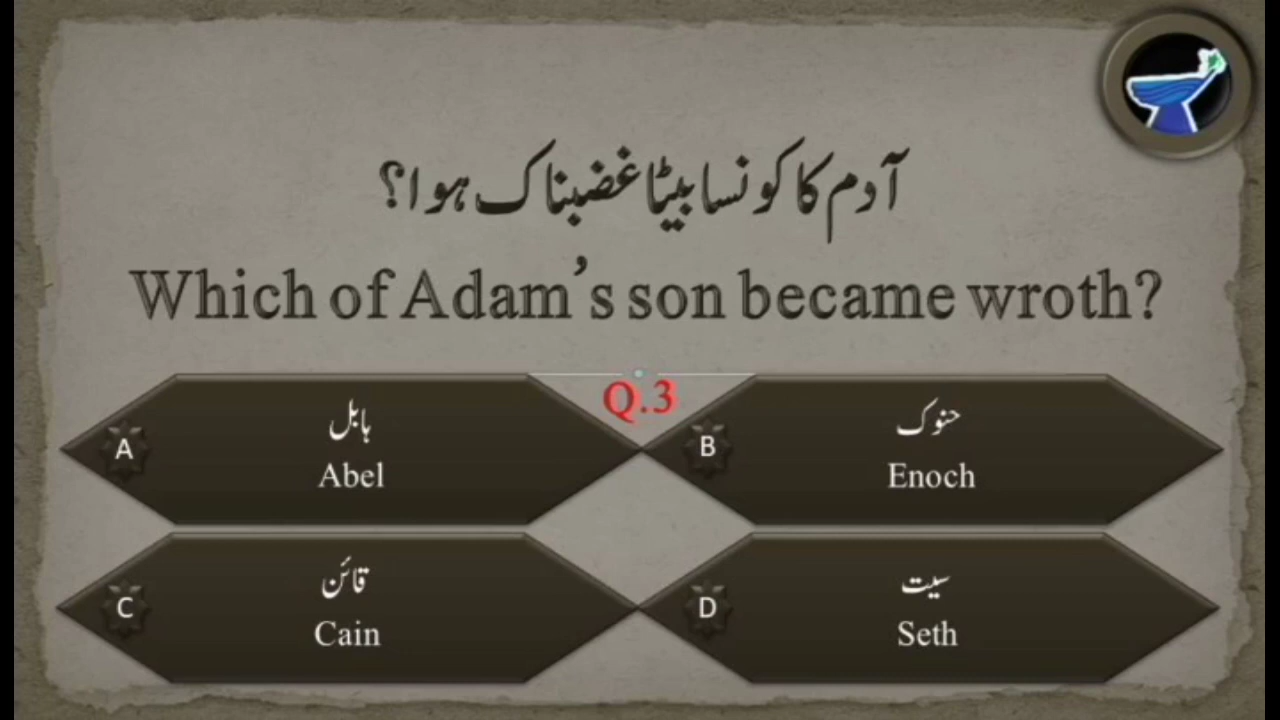 آدم کا کونسا بیٹا غضبناک ہوا؟
Which of Adam’s son became wroth?
Q.3
A
ہابل
Abel
B
حنوک
Enoch
C
قائن
Cain
D
سیت
Seth